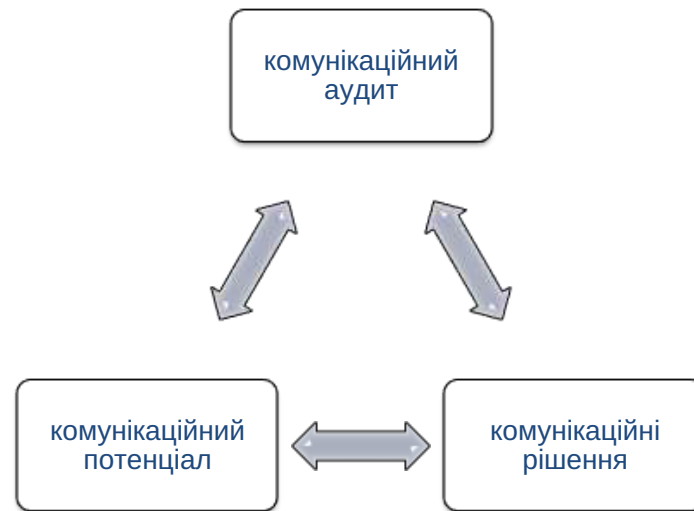 комунікаційний
аудит
комунікаційний
потенціал
комунікаційні
рішення